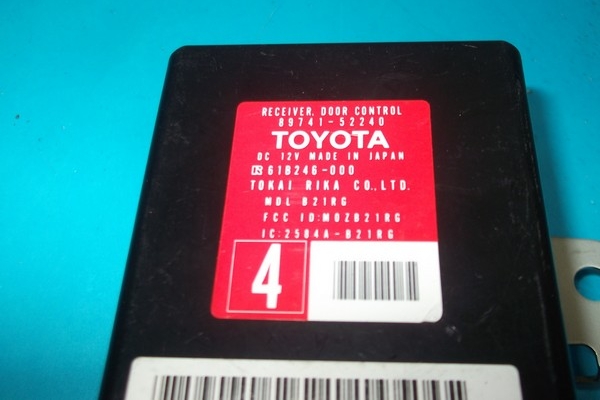 RECEIVER, DOOR CONTROL
89741-52240
TOYOTA
DC 12V MADE IN JAPAN
61B246-000
TOKAI RIKA CO.,LTD.
MDL B21RG
FCC ID:MOZB21RG
IC:2584A-B21RG
4